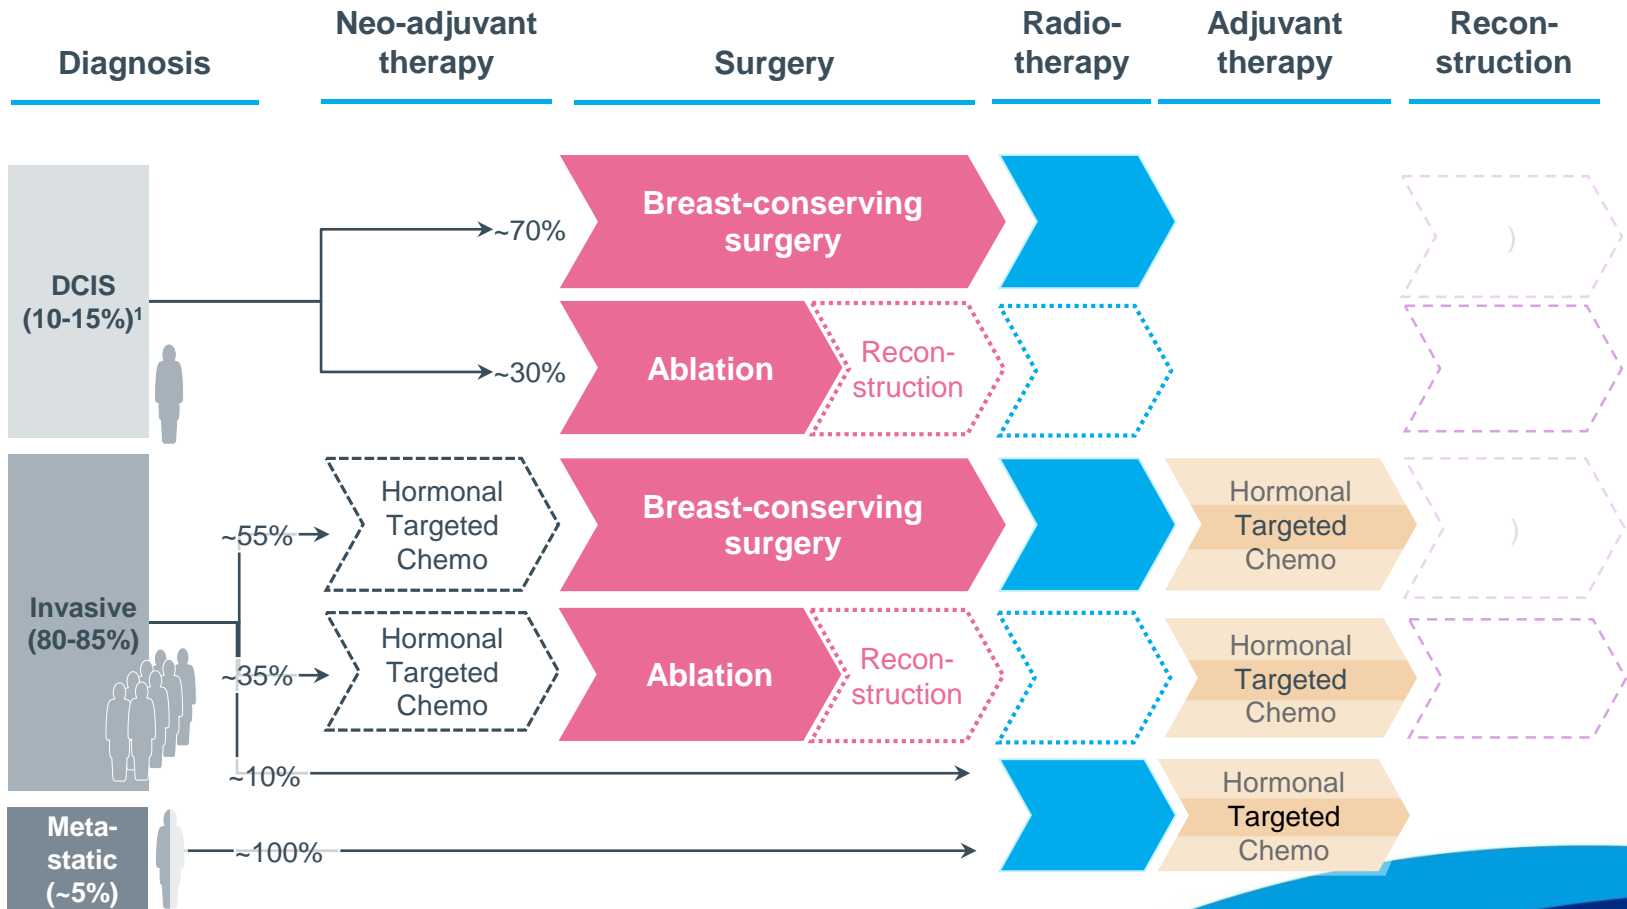 Diagnosis
Neo-adjuvant
therapy
Surgery
Radio-
therapy
Adjuvant
therapy
Recon-
struction
DCIS
(10-15%)1
~70%
Breast-conserving
surgery
)
~30%
Ablation
Recon-
struction
Invasive
(80-85%)
~55%
Hormonal
Targeted
Chemo
Breast-conserving
surgery
Hormonal
Targeted
Chemo
)
~35%
Hormonal
Targeted
Chemo
Ablation
Recon-
struction
Hormonal
Targeted
Chemo
~10%
Meta-
static
(~5%)
~100%
Hormonal
Targeted
Chemo